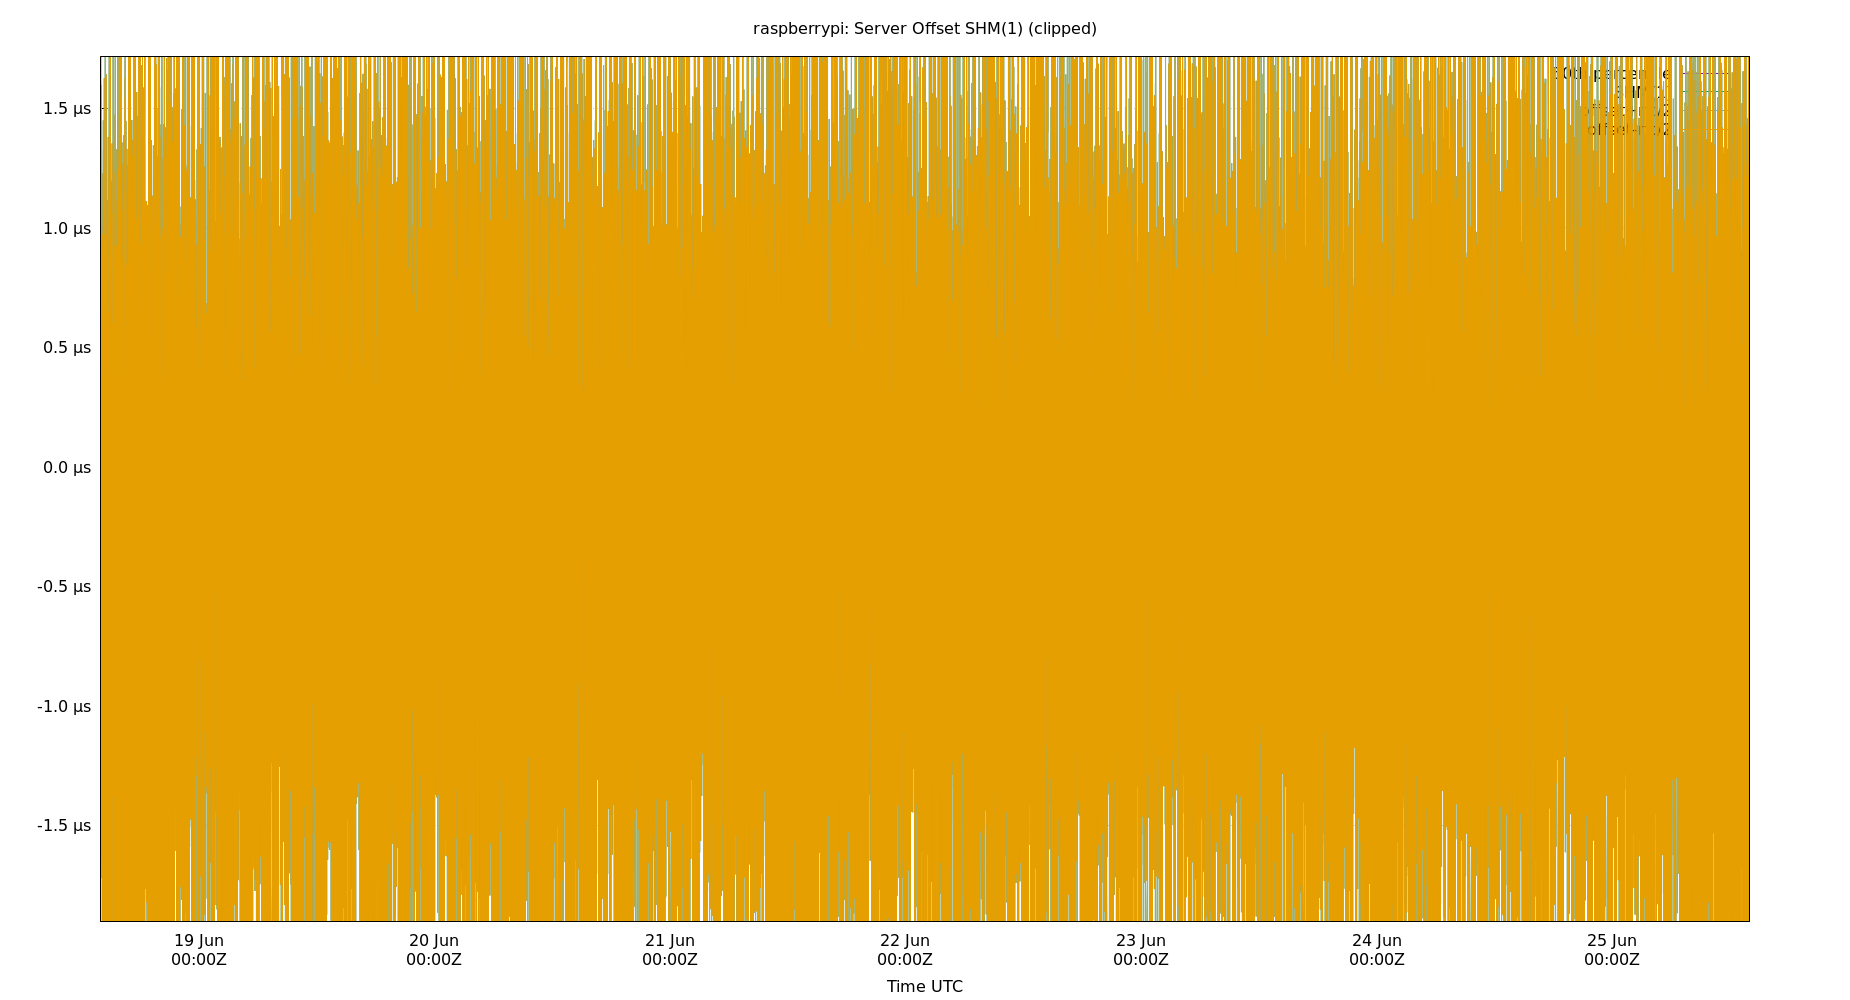 raspberrypi: Server Offset SHM(1) (clipped)
1.5 µs
1.0 µs
0.5 µs
0.0 µs
-0.5 µs
-1.0 µs
-1.5 µs
19 Jun 20 Jun 21 Jun 22 Jun 23 Jun 24 Jun 25 Jun
00:00Z 00:00Z 00:00Z 00:00Z 00:00Z 00:00Z 00:00Z
Time UTC